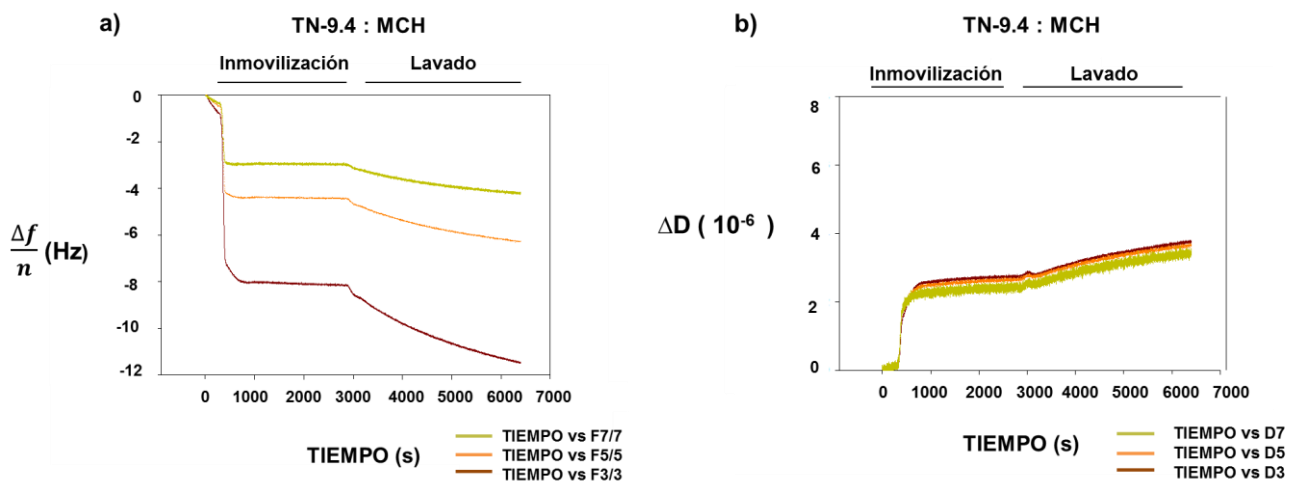 a)
TN-9.4 : MCH
Inmovilización
Lavado
0
-2
-4
-6
-8
-10
-12
Δf
n
(Hz)
0 1000 2000 3000 4000 5000 6000 7000
TIEMPO (s)
TIEMPO vs F7/7
TIEMPO vs F5/5
TIEMPO vs F3/3
b)
TN-9.4 : MCH
Inmovilización
Lavado
8
6
4
2
0
ΔD ( 10⁻⁶ )
0 1000 2000 3000 4000 5000 6000 7000
TIEMPO (s)
TIEMPO vs D7
TIEMPO vs D5
TIEMPO vs D3